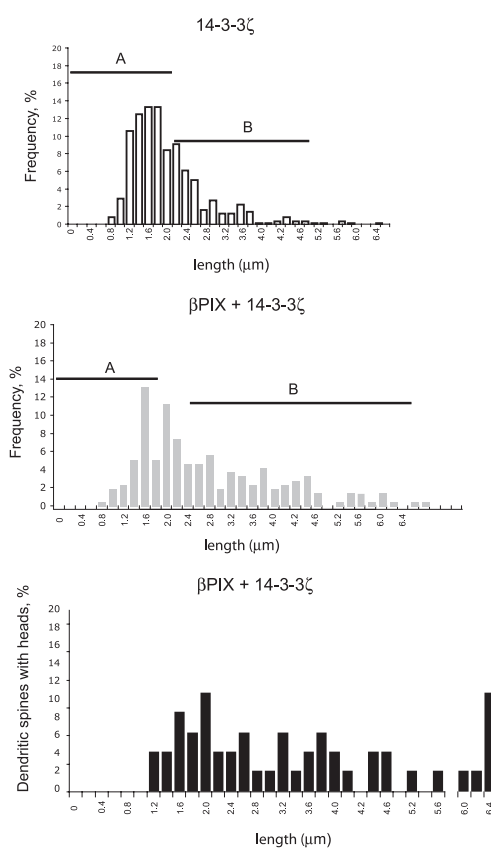 14-3-3ζ
Frequency, %
20
18
16
14
12
10
8
6
4
2
0
A
B
0 0.4 0.8 1.2 1.6 2.0 2.4 2.8 3.2 3.6 4.0 4.4 4.8 5.2 5.6 6.0 6.4
length (μm)
βPIX + 14-3-3ζ
Frequency, %
20
18
16
14
12
10
8
6
4
2
0
A
B
0 0.4 0.8 1.2 1.6 2.0 2.4 2.8 3.2 3.6 4.0 4.4 4.8 5.2 5.6 6.0 6.4
length (μm)
βPIX + 14-3-3ζ
Dendritic spines with heads, %
20
18
16
14
12
10
8
6
4
2
0
0 0.4 0.8 1.2 1.6 2.0 2.4 2.8 3.2 3.6 4.0 4.4 4.8 5.2 5.6 6.0 6.4
length (μm)